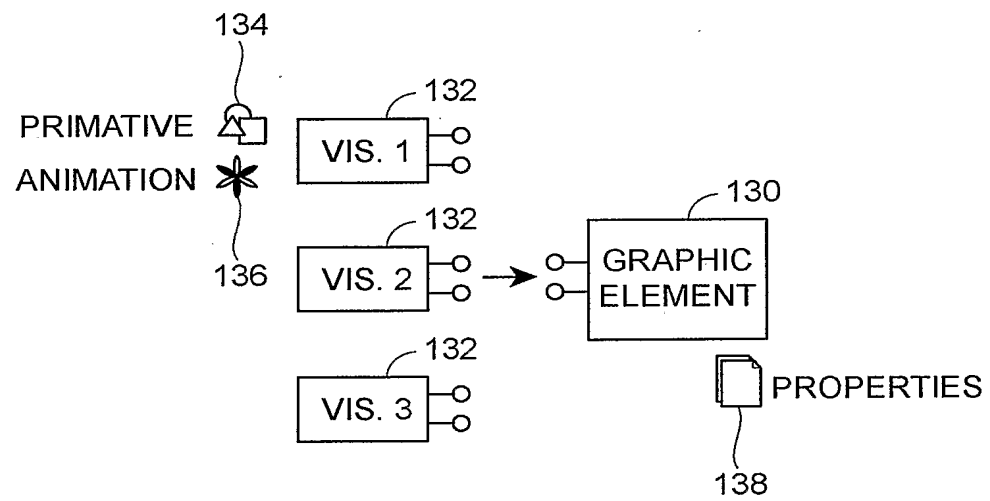 134
132
PRIMATIVE
VIS. 1
ANIMATION
130
132
136
VIS. 2
GRAPHIC
ELEMENT
132
VIS. 3
PROPERTIES
138